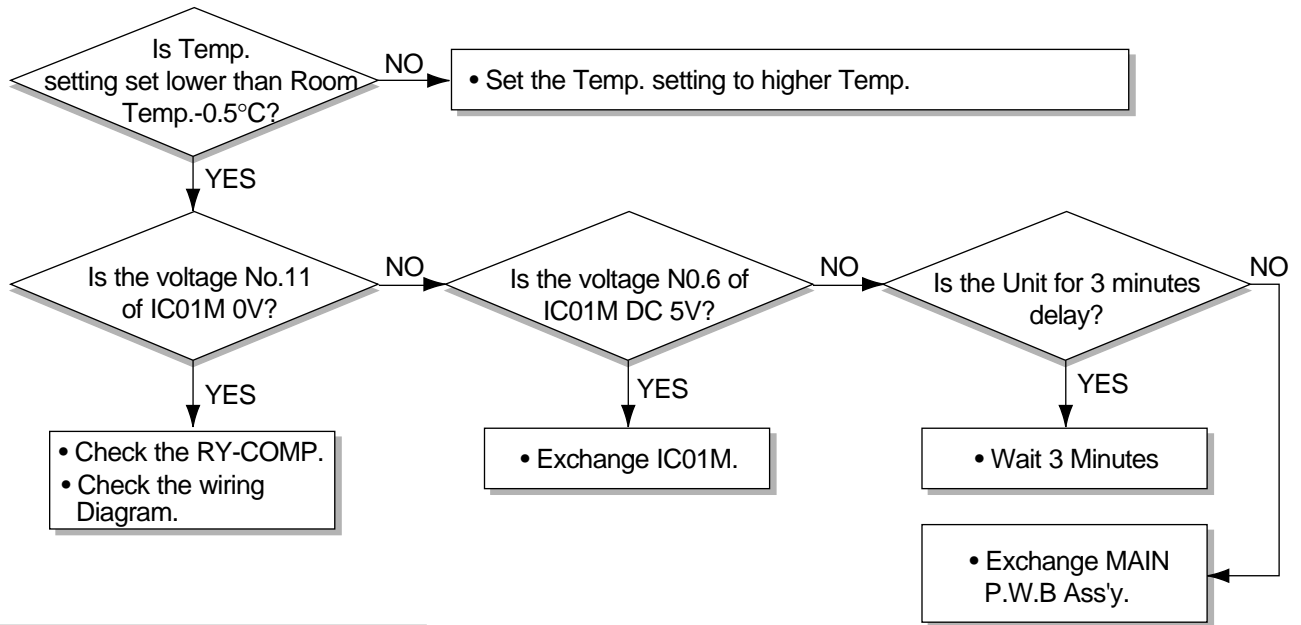 Is Temp.
setting set lower than Room
Temp.-0.5°C?
NO
• Set the Temp. setting to higher Temp.
YES
Is the voltage No.11
of IC01M 0V?
NO
Is the voltage N0.6 of
IC01M DC 5V?
NO
Is the Unit for 3 minutes
delay?
NO
YES
YES
YES
• Check the RY-COMP.
• Check the wiring
Diagram.
• Exchange IC01M.
• Wait 3 Minutes
• Exchange MAIN
P.W.B Ass'y.